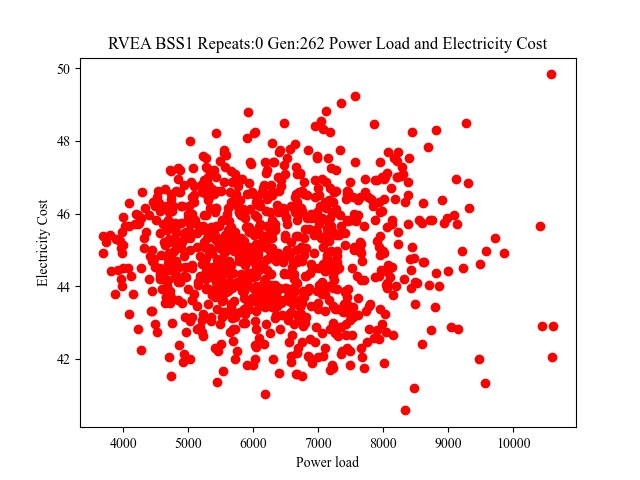 RVEA BSS1 Repeats:0 Gen:262 Power Load and Electricity Cost
50
48
46
44
42
Electricity Cost
4000 5000 6000 7000 8000 9000 10000
Power load